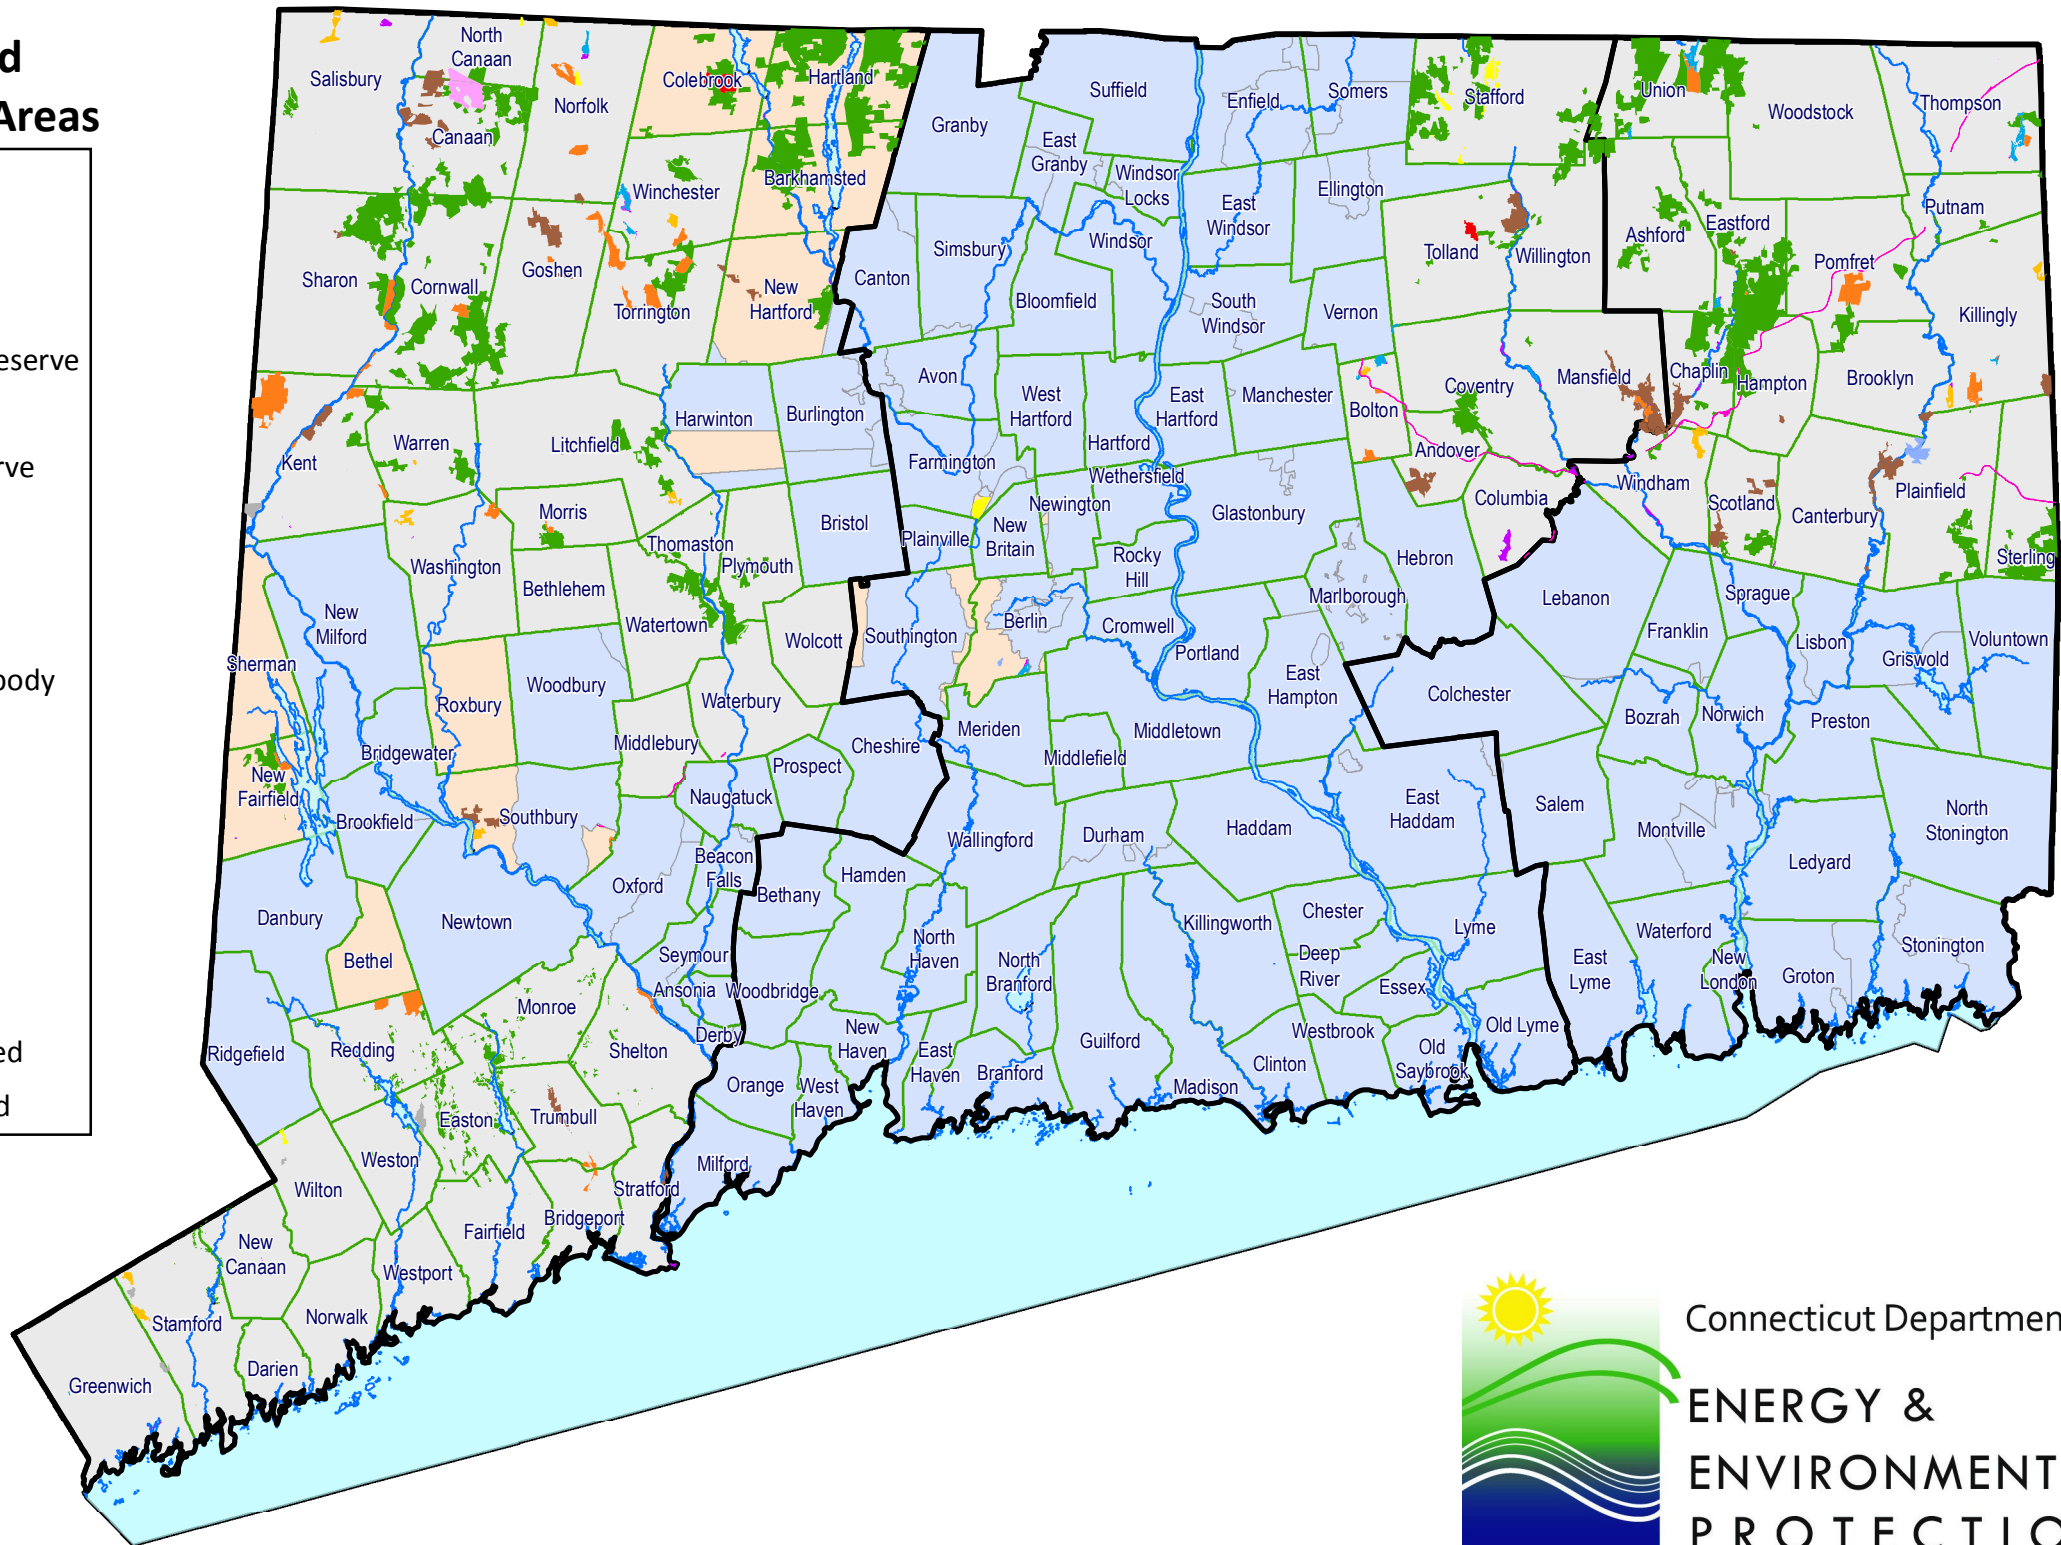 d
Areas
eserve
rve
body
ed
d
Salisbury
North
Canaan
Canaan
Norfolk
Colebrook
Hartland
Granby
Suffield
East
Granby
Windsor
Locks
Enfield
Somers
Stafford
Union
Woodstock
Thompson
Winchester
Barkhamsted
Simsbury
Windsor
East
Windsor
Ellington
Tolland
Willington
Ashford
Eastford
Putnam
Pomfret
Sharon
Cornwall
Goshen
Torrington
New
Hartford
Canton
Bloomfield
South
Windsor
Vernon
Killingly
Kent
Warren
Litchfield
Harwinton
Burlington
Avon
West
Hartford
Hartford
East
Hartford
Manchester
Bolton
Coventry
Mansfield
Chaplin
Hampton
Brooklyn
Farmington
Wethersfield
Newington
Andover
Columbia
Windham
Scotland
Canterbury
Plainfield
Sterling
Morris
Bristol
Plainville
New
Britain
Glastonbury
Rocky
Hill
Hebron
Washington
Bethlehem
Thomaston
Plymouth
Marlborough
Lebanon
Sprague
New
Milford
Watertown
Wolcott
Southington
Berlin
Cromwell
Portland
Franklin
Lisbon
Griswold
Voluntown
Sherman
Roxbury
Woodbury
Waterbury
Middlebury
East
Hampton
Colchester
Bozrah
Norwich
Preston
Bridgewater
Cheshire
Meriden
Middlefield
Middletown
Prospect
New
Fairfield
Brookfield
Southbury
Naugatuck
Wallingford
Durham
Haddam
East
Haddam
Salem
Montville
Ledyard
North
Stonington
Beacon
Falls
Oxford
Bethany
Hamden
Danbury
Newtown
Bethel
Seymour
North
Haven
North
Branford
Killingworth
Chester
Deep
River
Essex
Lyme
East
Lyme
Waterford
New
London
Groton
Stonington
Ansonia
Woodbridge
Monroe
Ridgefield
Redding
Shelton
Derby
New
Haven
East
Haven
Branford
Guilford
Madison
Clinton
Westbrook
Old
Saybrook
Old Lyme
Orange
West
Haven
Easton
Trumbull
Weston
Wilton
Milford
Stratford
Bridgeport
Fairfield
New
Canaan
Westport
Norwalk
Stamford
Darien
Greenwich
Connecticut Departmen
ENERGY &
ENVIRONMENT
PROTECTIO